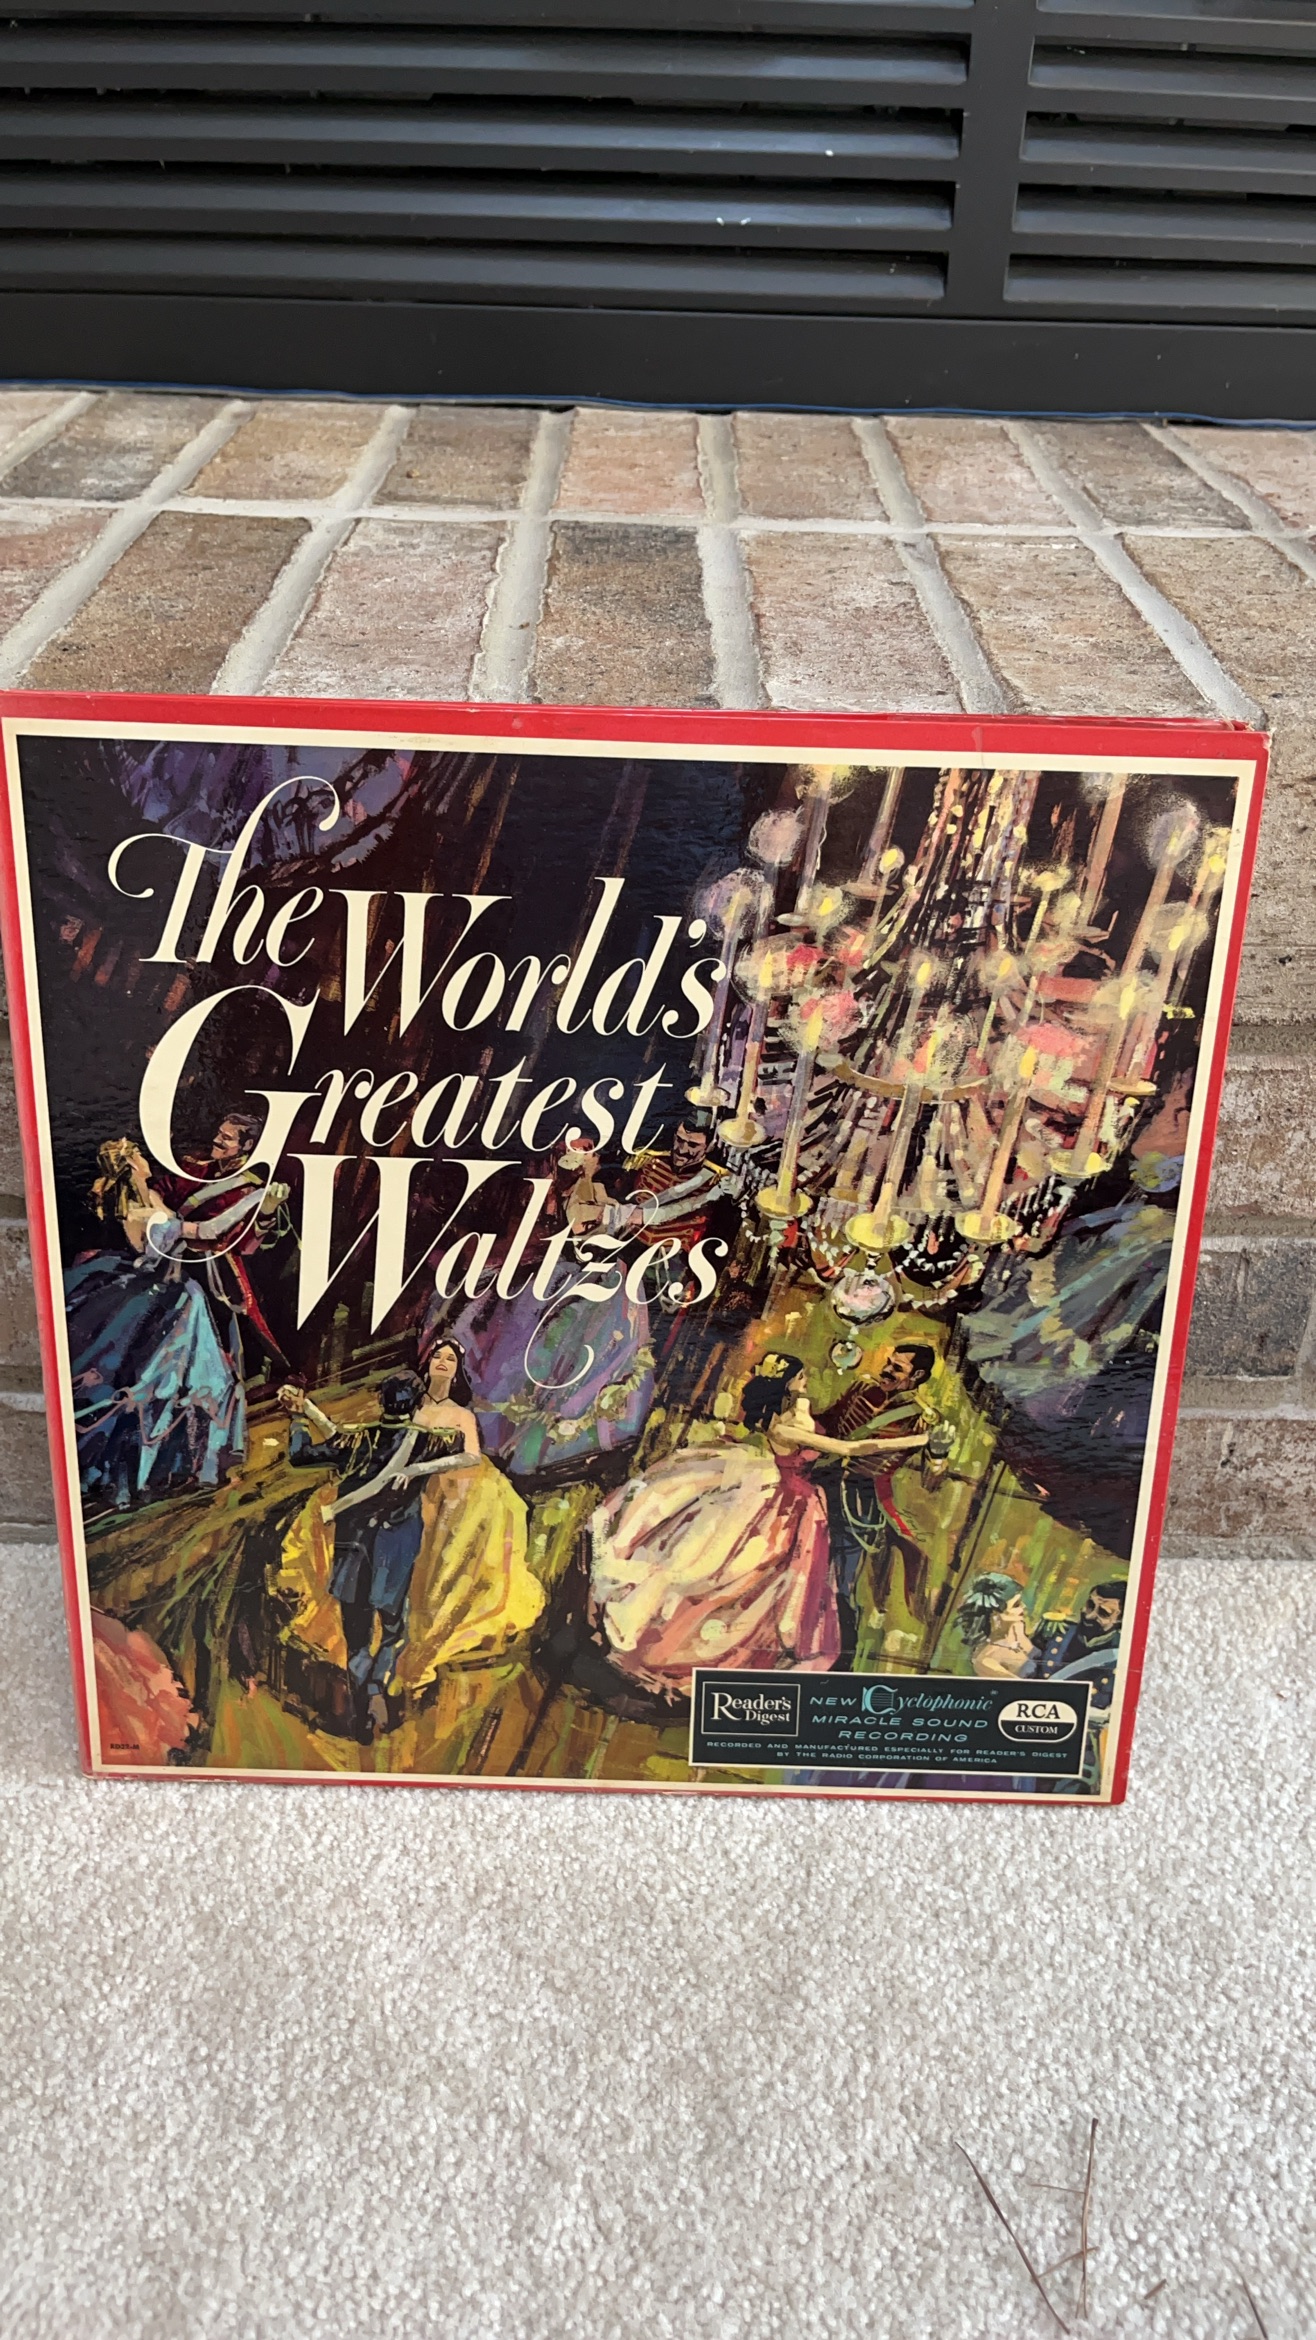 The World's
Greatest
Waltzes
Reader's
Digest
NEW Cyclophonic®
MIRACLE SOUND
RECORDING
RCA
CUSTOM
RECORDED AND MANUFACTURED ESPECIALLY FOR READER'S DIGEST
BY THE RADIO CORPORATION OF AMERICA